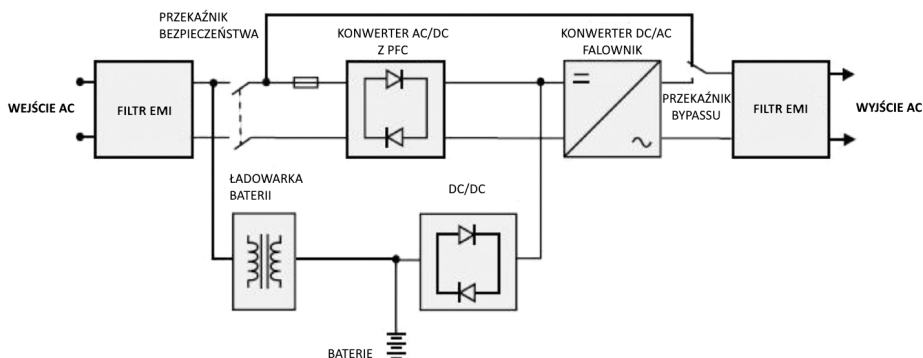 PRZEKAŹNIK
BEZPIECZEŃSTWA
KONWERTER AC/DC
Z PFC
KONWERTER DC/AC
FALOWNIK
WEJŚCIE AC
FILTR EMI
PRZEKAŹNIK
BYPASSU
FILTR EMI
WYJŚCIE AC
ŁADOWARKA
BATERII
DC/DC
BATERIE